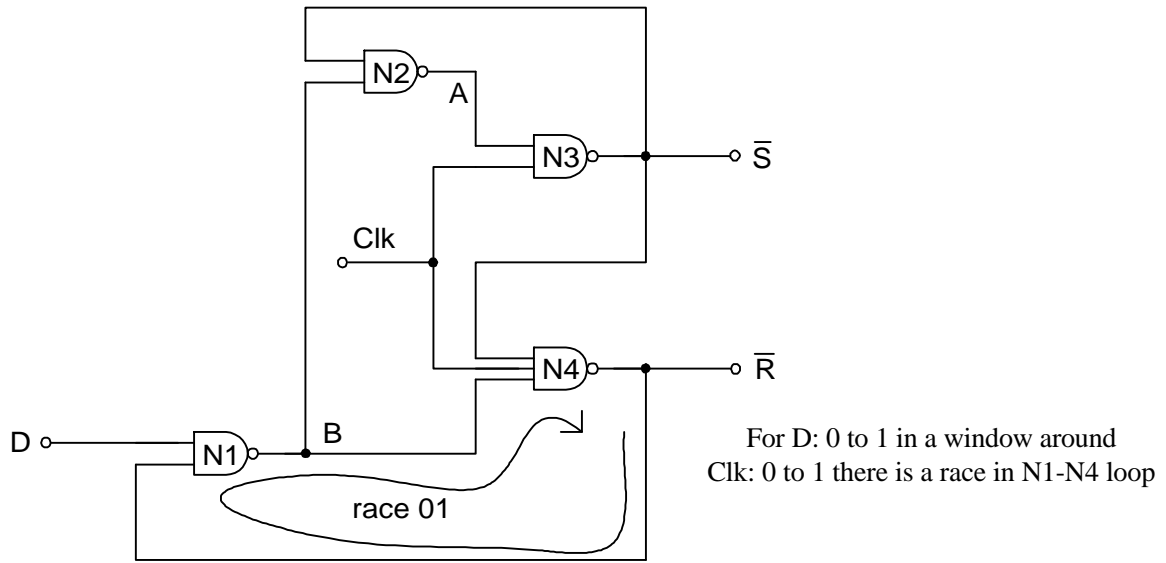 N2
A
N3
S̅
Clk
N4
R̅
D
N1
B
race 01
For D: 0 to 1 in a window around
Clk: 0 to 1 there is a race in N1-N4 loop